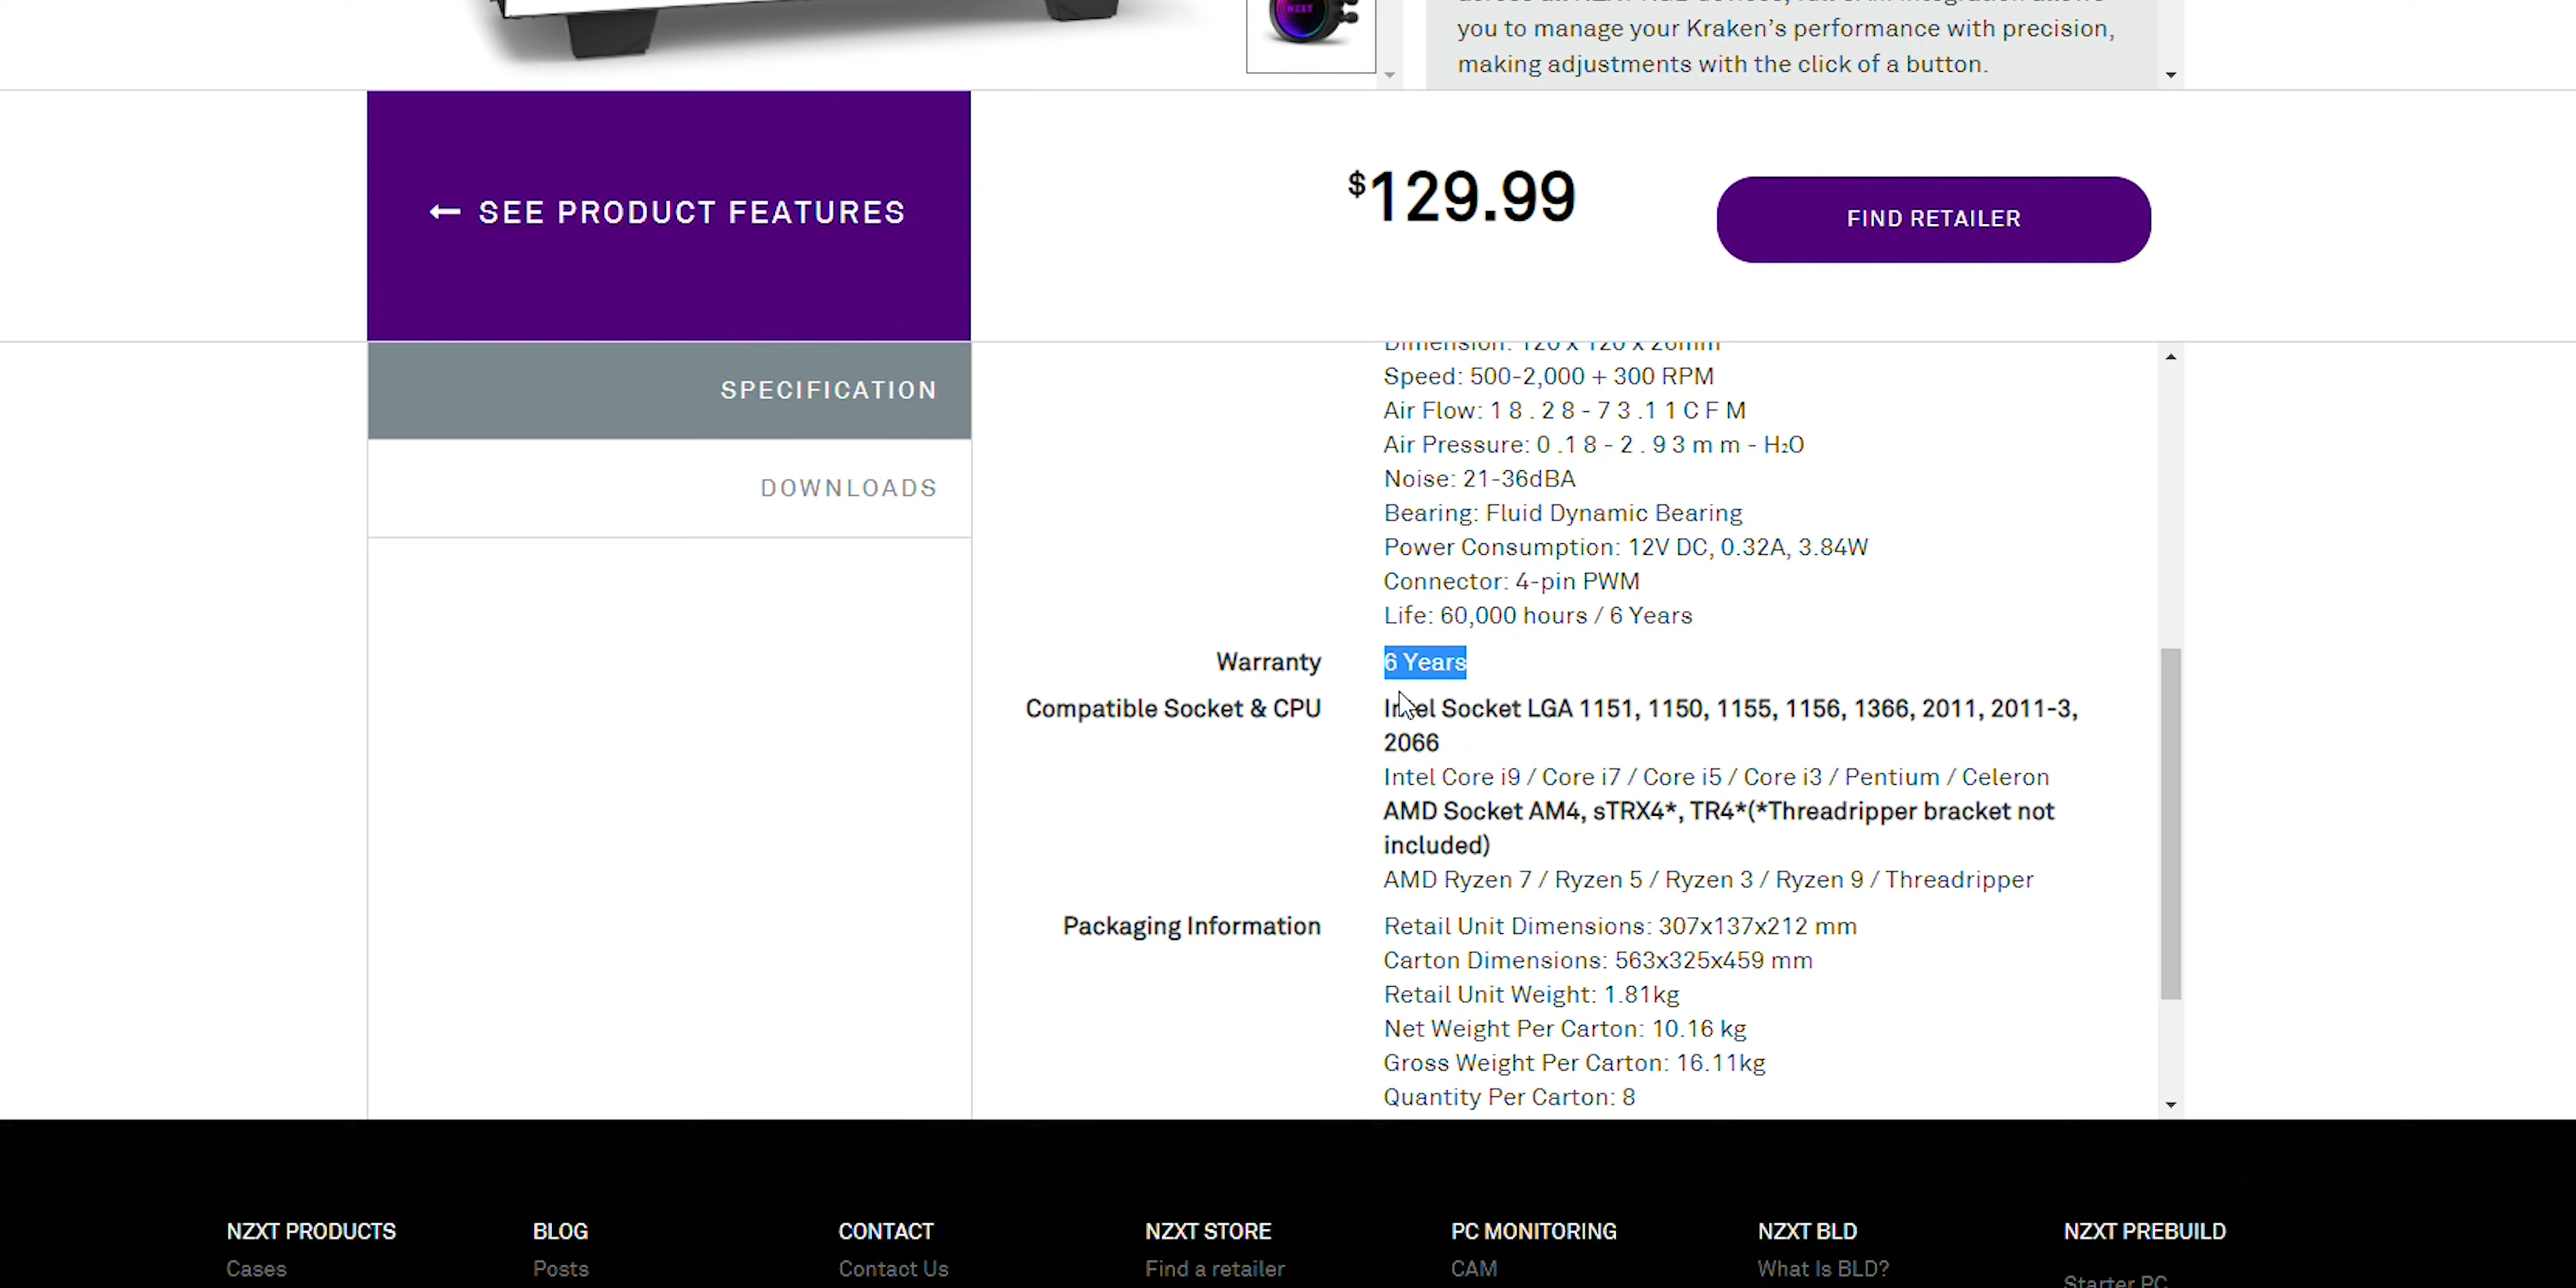 NZXT
you to manage your Kraken's performance with precision,
making adjustments with the click of a button.
← SEE PRODUCT FEATURES
$129.99
FIND RETAILER
SPECIFICATION
DOWNLOADS
Dimension: 120 x 120 x 26mm
Speed: 500-2,000 + 300 RPM
Air Flow: 1 8 . 2 8 - 7 3 .1 1 C F M
Air Pressure: 0 .1 8 - 2 . 9 3 m m - H₂O
Noise: 21-36dBA
Bearing: Fluid Dynamic Bearing
Power Consumption: 12V DC, 0.32A, 3.84W
Connector: 4-pin PWM
Life: 60,000 hours / 6 Years
Warranty 6 Years
Compatible Socket & CPU Intel Socket LGA 1151, 1150, 1155, 1156, 1366, 2011, 2011-3,
2066
Intel Core i9 / Core i7 / Core i5 / Core i3 / Pentium / Celeron
AMD Socket AM4, sTRX4*, TR4*(*Threadripper bracket not
included)
AMD Ryzen 7 / Ryzen 5 / Ryzen 3 / Ryzen 9 / Threadripper
Packaging Information Retail Unit Dimensions: 307x137x212 mm
Carton Dimensions: 563x325x459 mm
Retail Unit Weight: 1.81kg
Net Weight Per Carton: 10.16 kg
Gross Weight Per Carton: 16.11kg
Quantity Per Carton: 8
NZXT PRODUCTS BLOG CONTACT NZXT STORE PC MONITORING NZXT BLD NZXT PREBUILD
Cases Posts Contact Us Find a retailer CAM What Is BLD? Starter PC